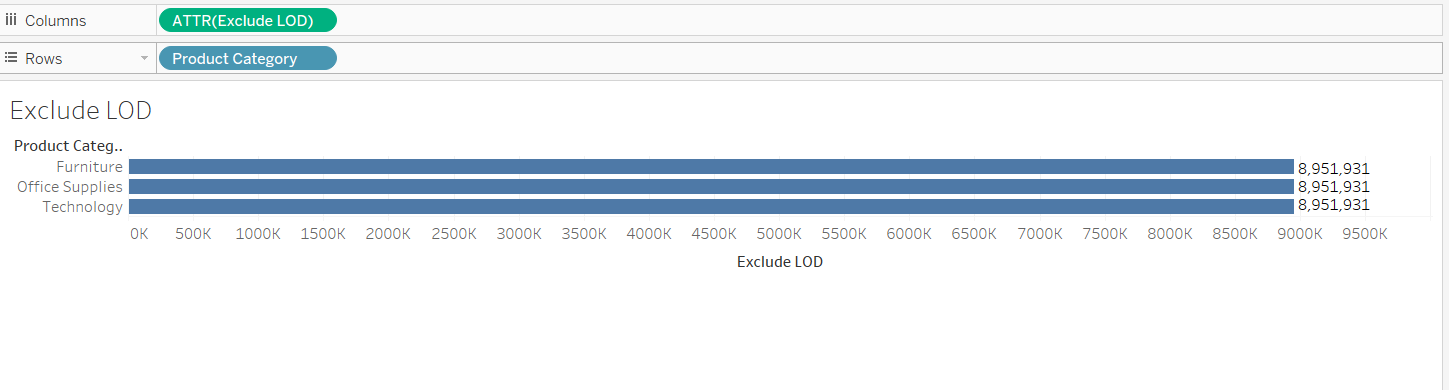 Columns ATTR(Exclude LOD)
Rows Product Category
Exclude LOD
Product Categ..
Furniture 8,951,931
Office Supplies 8,951,931
Technology 8,951,931
0K 500K 1000K 1500K 2000K 2500K 3000K 3500K 4000K 4500K 5000K 5500K 6000K 6500K 7000K 7500K 8000K 8500K 9000K 9500K
Exclude LOD